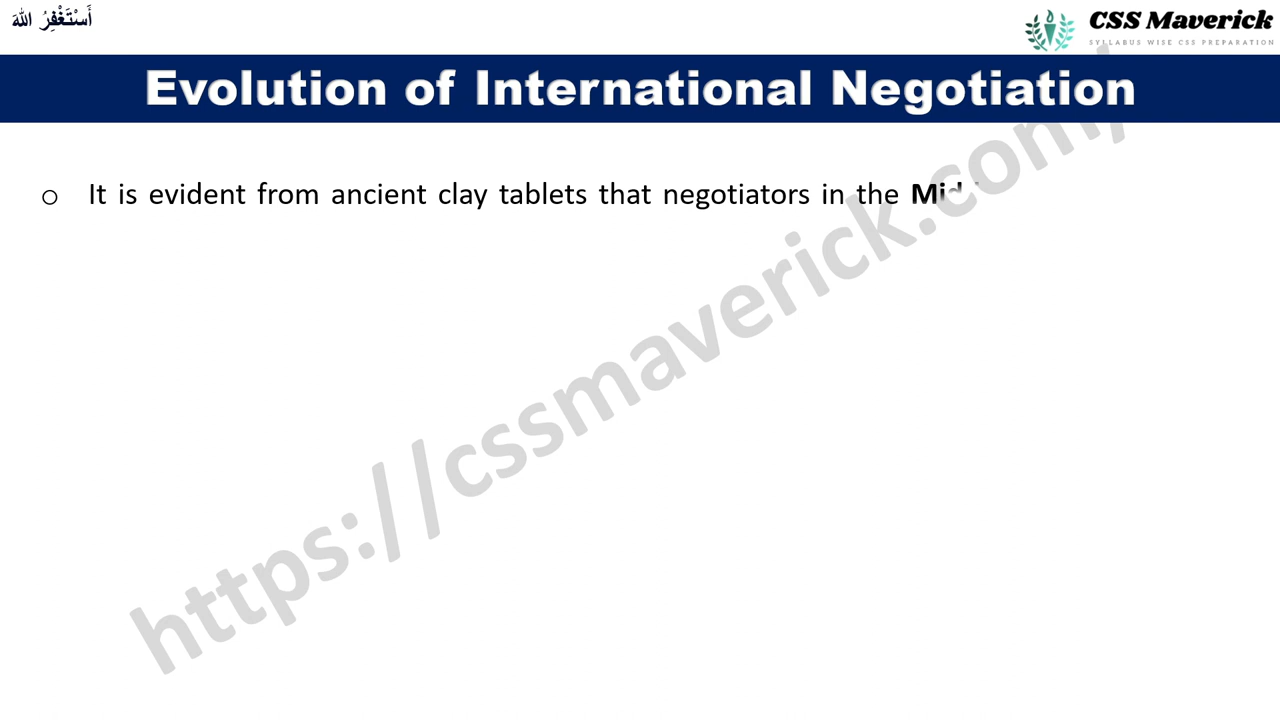 أَسْتَغْفِرُ اللهَ
CSS Maverick
SYLLABUS WISE CSS PREPARATION
Evolution of International Negotiation
o It is evident from ancient clay tablets that negotiators in the
https://cssmaverick.com/